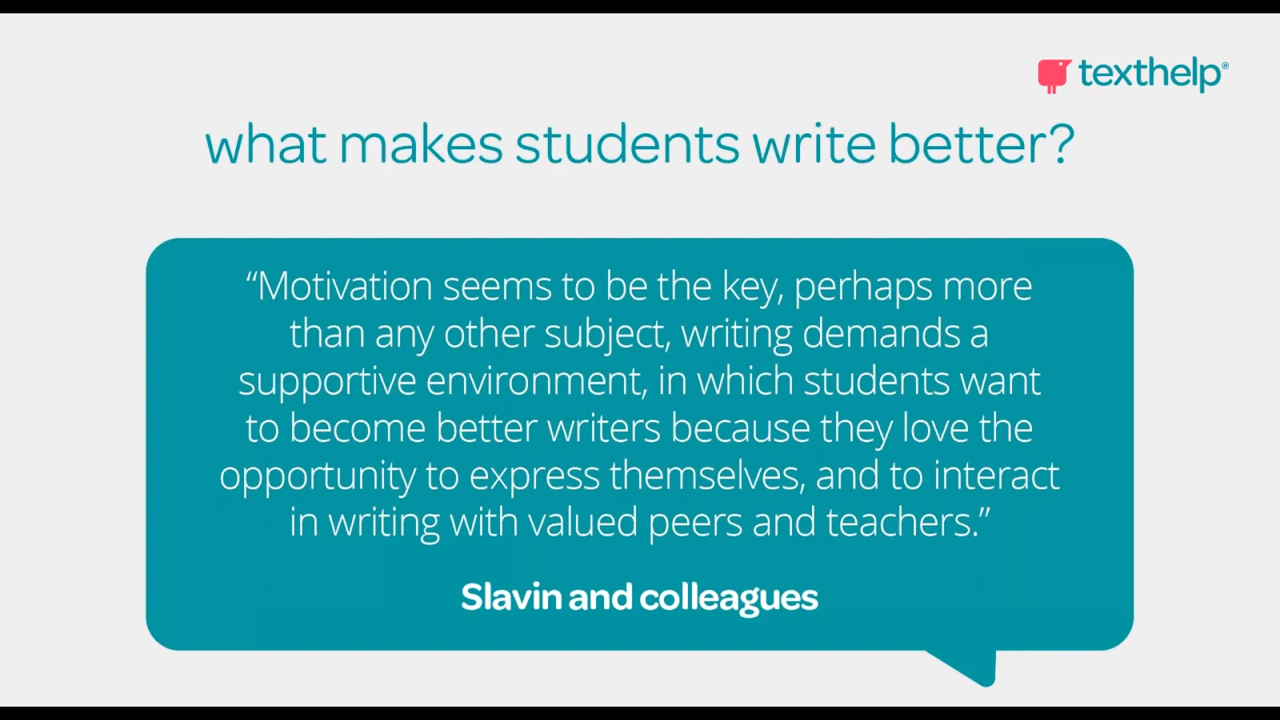 texthelp®
what makes students write better?
“Motivation seems to be the key, perhaps more
than any other subject, writing demands a
supportive environment, in which students want
to become better writers because they love the
opportunity to express themselves, and to interact
in writing with valued peers and teachers.”
Slavin and colleagues